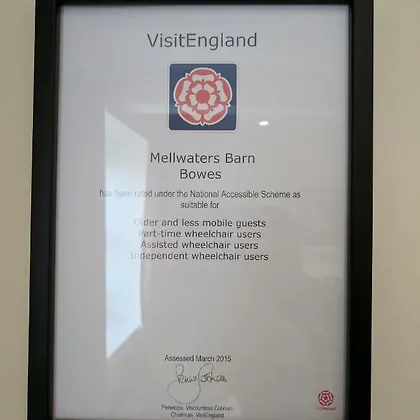 VisitEngland
Mellwaters Barn
Bowes
has been rated under the National Accessible Scheme as
suitable for
Older and less mobile guests
Part-time wheelchair users
Assisted wheelchair users
Independent wheelchair users
Assessed March 2015
Penelope, Viscountess Cobham
Chairman, VisitEngland